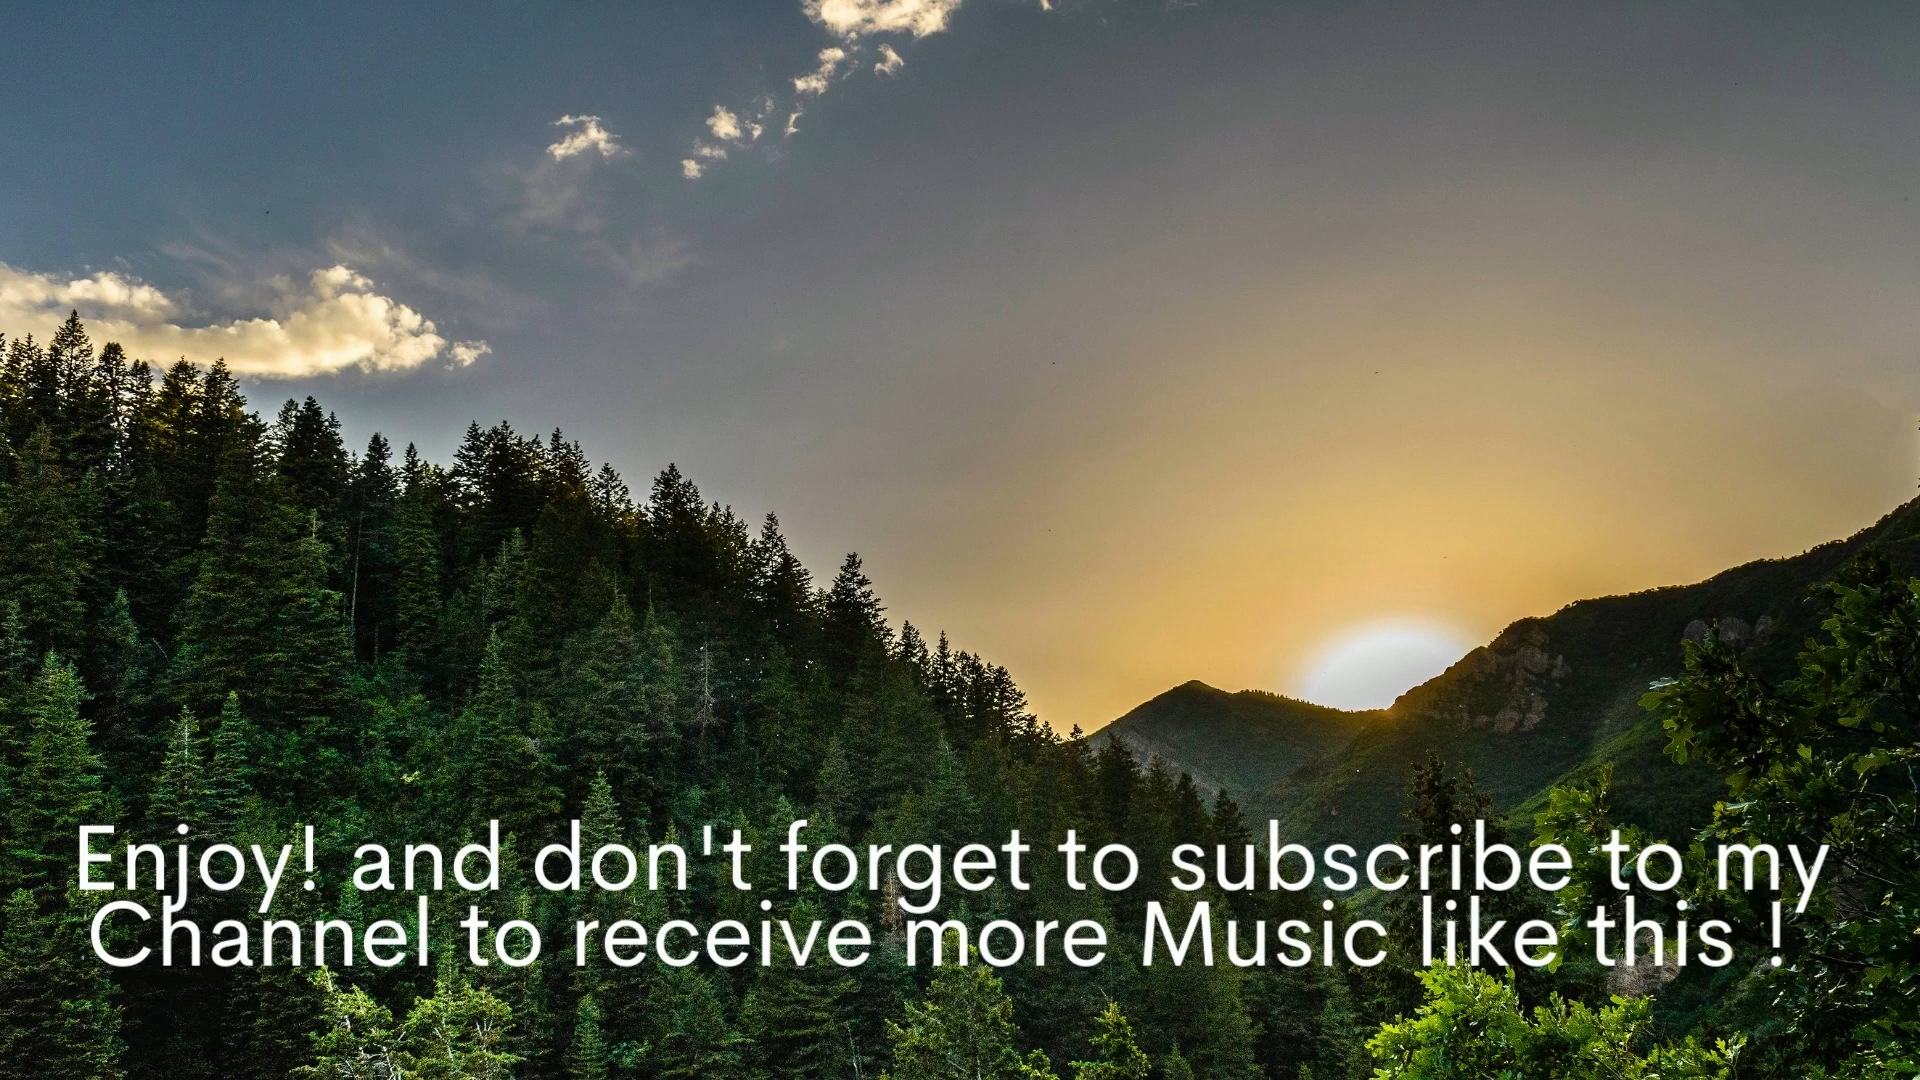 Enjoy! and don't forget to subscribe to my
Channel to receive more Music like this !